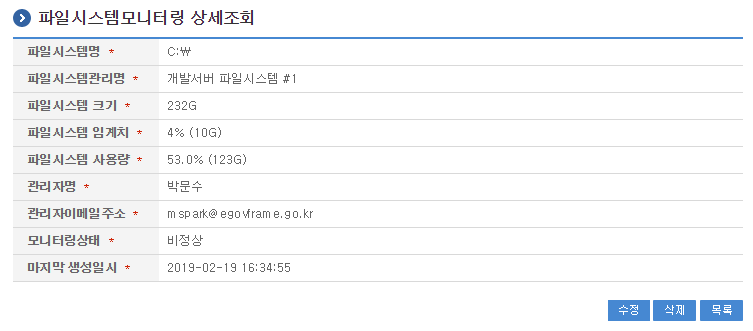 파일시스템모니터링 상세조회
파일시스템명 * C:\
파일시스템관리명 * 개발서버 파일시스템 #1
파일시스템 크기 * 232G
파일시스템 임계치 * 4% (10G)
파일시스템 사용량 * 53.0% (123G)
관리자명 * 박문수
관리자이메일주소 * mspark@egovframe.go.kr
모니터링상태 * 비정상
마지막 생성일시 * 2019-02-19 16:34:55
수정 삭제 목록